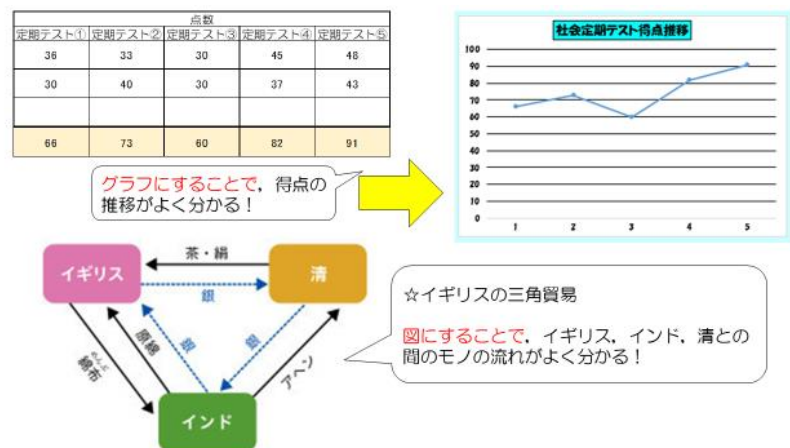 点数
定期テスト① 定期テスト② 定期テスト③ 定期テスト④ 定期テスト⑤
36 33 30 45 48
30 40 30 37 43
66 73 60 82 91
グラフにすることで，得点の
推移がよく分かる！
社会定期テスト得点推移
100
90
80
70
60
50
40
30
20
10
0
1 2 3 4 5
茶・絹
イギリス
清
銀
原綿
銀
銀
アヘン
めんぷ
綿布
インド
☆イギリスの三角貿易
図にすることで，イギリス，インド，清との
間のモノの流れがよく分かる！